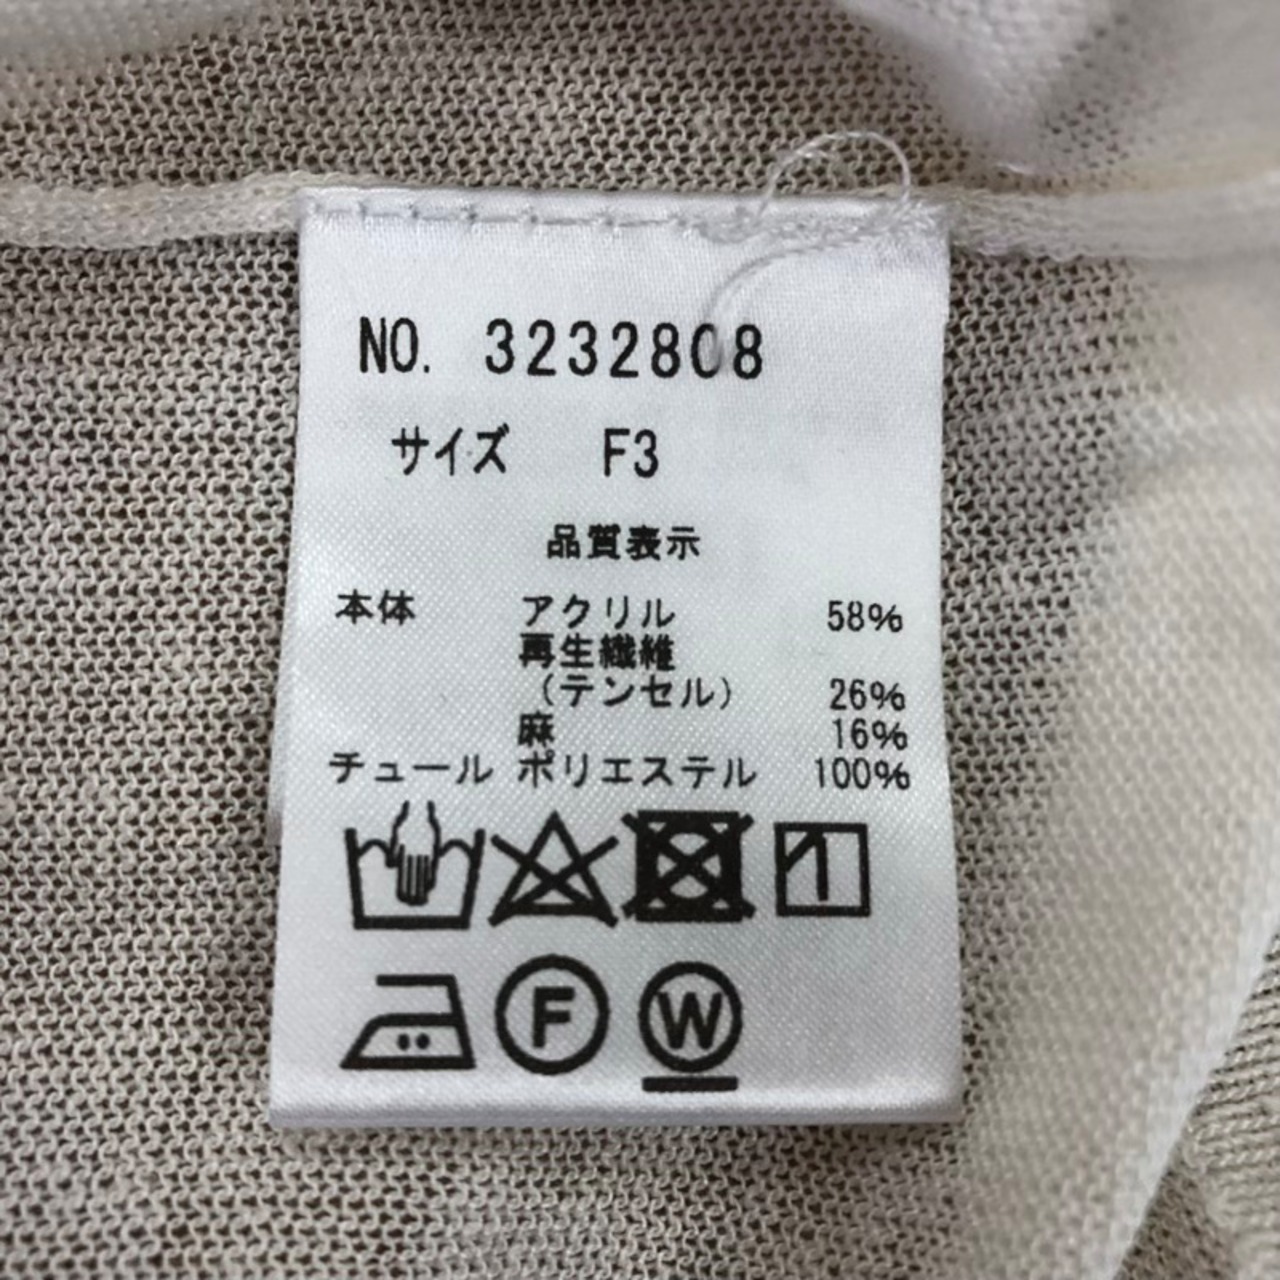 NO. 3232808
サイズ F3
品質表示
本体 アクリル 58%
再生繊維
（テンセル） 26%
麻 16%
チュール ポリエステル 100%
F W